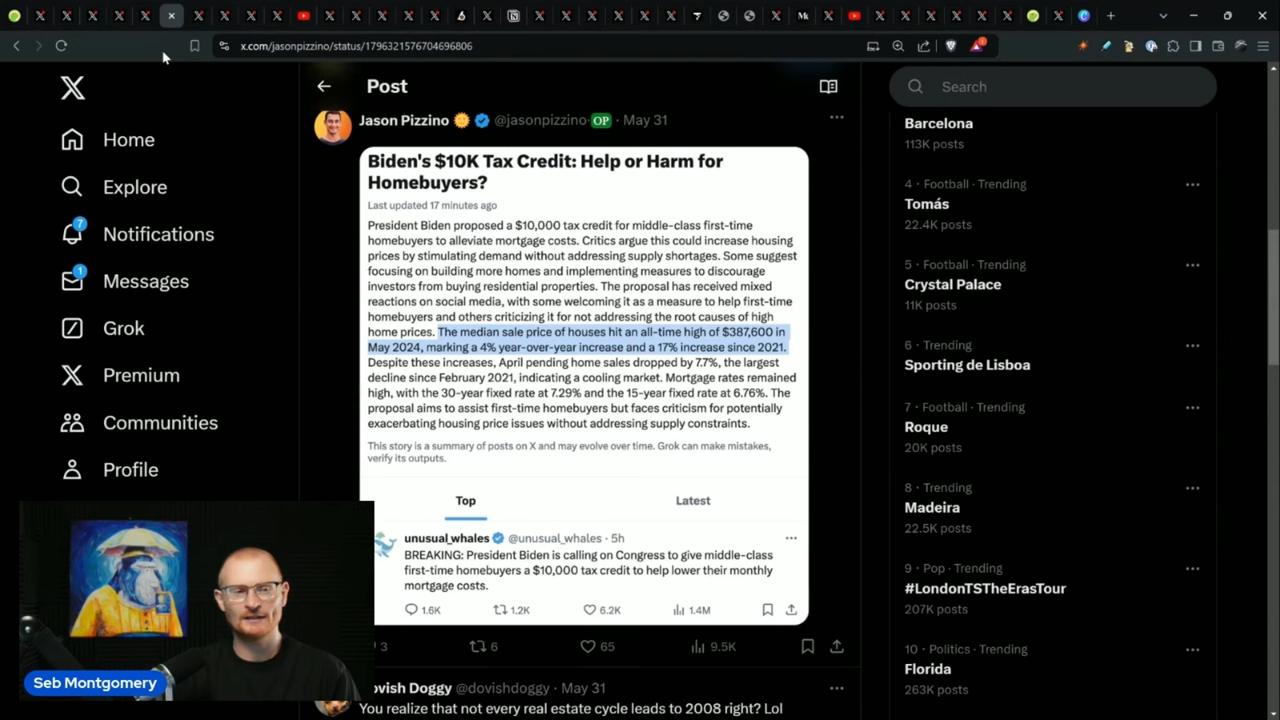 x.com/jasonpizzino/status/1796321576704696806
Home
Explore
7
Notifications
1
Messages
Grok
Premium
Communities
Profile
Post
Jason Pizzino @jasonpizzino OP · May 31
Biden's $10K Tax Credit: Help or Harm for
Homebuyers?
Last updated 17 minutes ago
President Biden proposed a $10,000 tax credit for middle-class first-time
homebuyers to alleviate mortgage costs. Critics argue this could increase housing
prices by stimulating demand without addressing supply shortages. Some suggest
focusing on building more homes and implementing measures to discourage
investors from buying residential properties. The proposal has received mixed
reactions on social media, with some welcoming it as a measure to help first-time
homebuyers and others criticizing it for not addressing the root causes of high
home prices. The median sale price of houses hit an all-time high of $387,600 in
May 2024, marking a 4% year-over-year increase and a 17% increase since 2021.
Despite these increases, April pending home sales dropped by 7.7%, the largest
decline since February 2021, indicating a cooling market. Mortgage rates remained
high, with the 30-year fixed rate at 7.29% and the 15-year fixed rate at 6.76%. The
proposal aims to assist first-time homebuyers but faces criticism for potentially
exacerbating housing price issues without addressing supply constraints.
This story is a summary of posts on X and may evolve over time. Grok can make mistakes,
verify its outputs.
Top
Latest
unusual_whales @unusual_whales · 5h
BREAKING: President Biden is calling on Congress to give middle-class
first-time homebuyers a $10,000 tax credit to help lower their monthly
mortgage costs.
1.6K 1.2K 6.2K 1.4M
3 6 65 9.5K
ovish Doggy @dovishdoggy · May 31
You realize that not every real estate cycle leads to 2008 right? Lol
Search
Barcelona
113K posts
4 · Football · Trending
Tomás
22.4K posts
5 · Football · Trending
Crystal Palace
11K posts
6 · Trending
Sporting de Lisboa
7 · Football · Trending
Roque
20K posts
8 · Trending
Madeira
22.5K posts
9 · Pop · Trending
#LondonTSTheErasTour
207K posts
10 · Politics · Trending
Florida
263K posts
Seb Montgomery